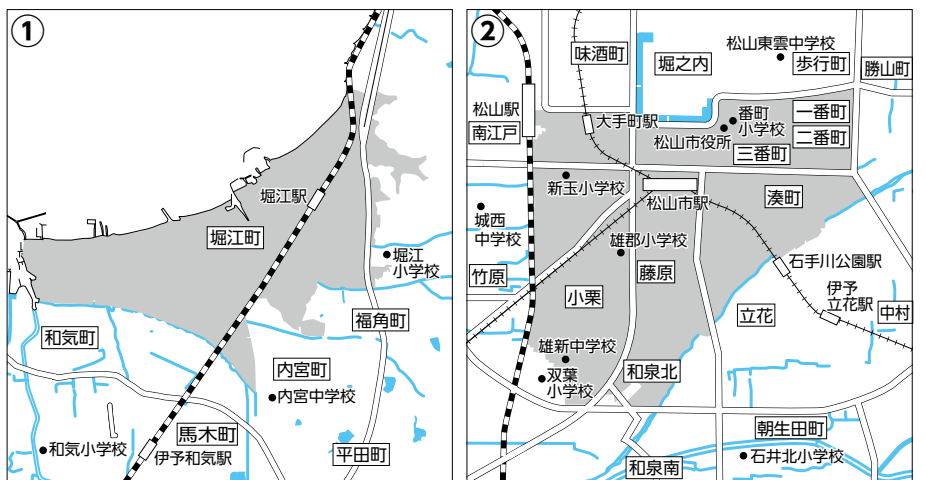 ①
堀江駅
堀江町
堀江
小学校
福角町
和気町
内宮町
内宮中学校
馬木町
和気小学校
伊予和気駅
平田町
②
味酒町
松山東雲中学校
堀之内
歩行町
勝山町
松山駅
南江戸
大手町駅
番町
小学校
松山市役所
一番町
二番町
三番町
新玉小学校
松山市駅
湊町
城西
中学校
雄郡小学校
石手川公園駅
竹原
小栗
藤原
伊予
立花駅
立花
中村
雄新中学校
双葉
小学校
和泉北
朝生田町
和泉南
石井北小学校